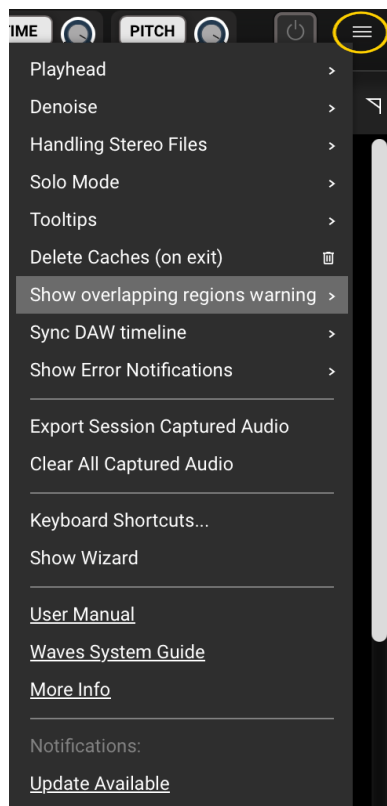 IME PITCH
Playhead
Denoise
Handling Stereo Files
Solo Mode
Tooltips
Delete Caches (on exit)
Show overlapping regions warning
Sync DAW timeline
Show Error Notifications
Export Session Captured Audio
Clear All Captured Audio
Keyboard Shortcuts...
Show Wizard
User Manual
Waves System Guide
More Info
Notifications:
Update Available